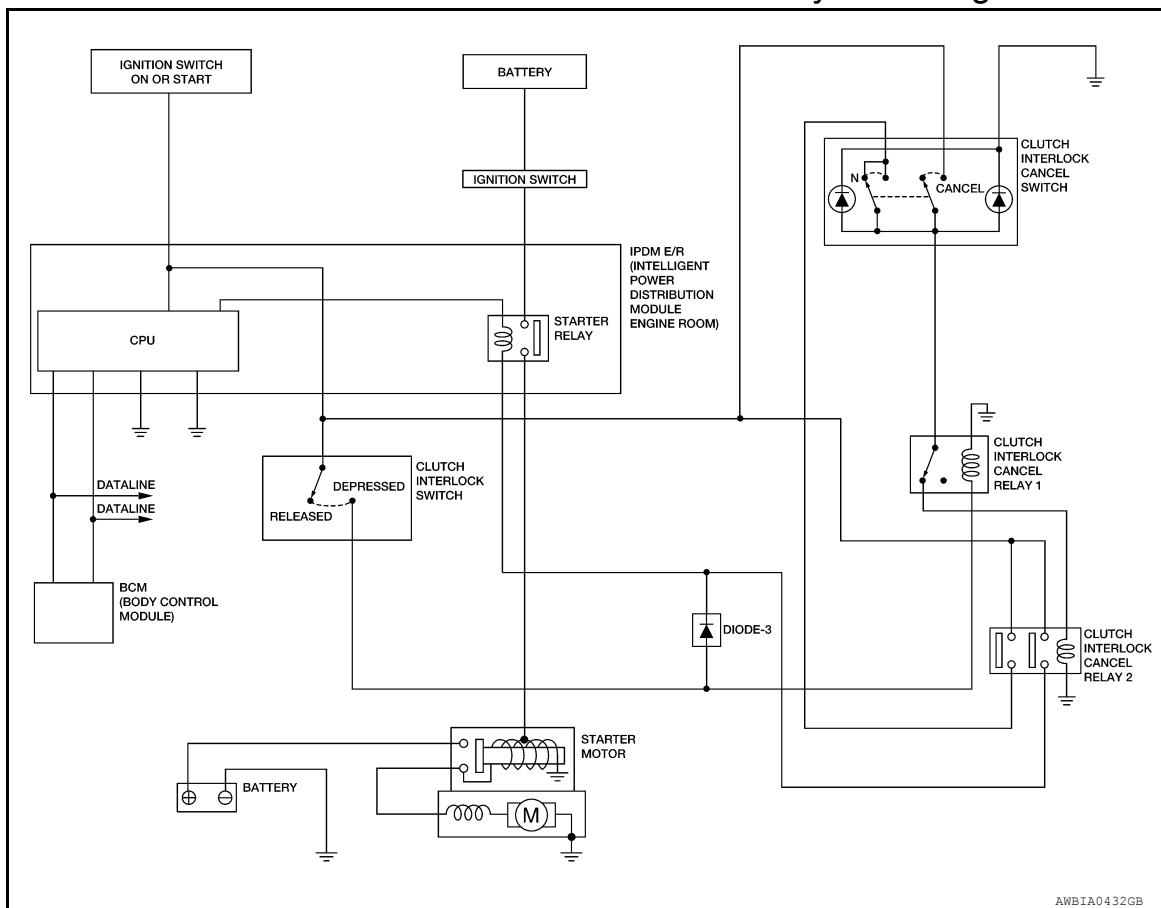 IGNITION SWITCH
ON OR START
BATTERY
IGNITION SWITCH
CLUTCH
INTERLOCK
CANCEL
SWITCH
N
CANCEL
IPDM E/R
(INTELLIGENT
POWER
DISTRIBUTION
MODULE
ENGINE ROOM)
CPU
STARTER
RELAY
CLUTCH
INTERLOCK
CANCEL
RELAY 1
CLUTCH
INTERLOCK
SWITCH
DEPRESSED
RELEASED
DATALINE
DATALINE
BCM
(BODY CONTROL
MODULE)
DIODE-3
CLUTCH
INTERLOCK
CANCEL
RELAY 2
STARTER
MOTOR
BATTERY
M
AWBIA0432GB